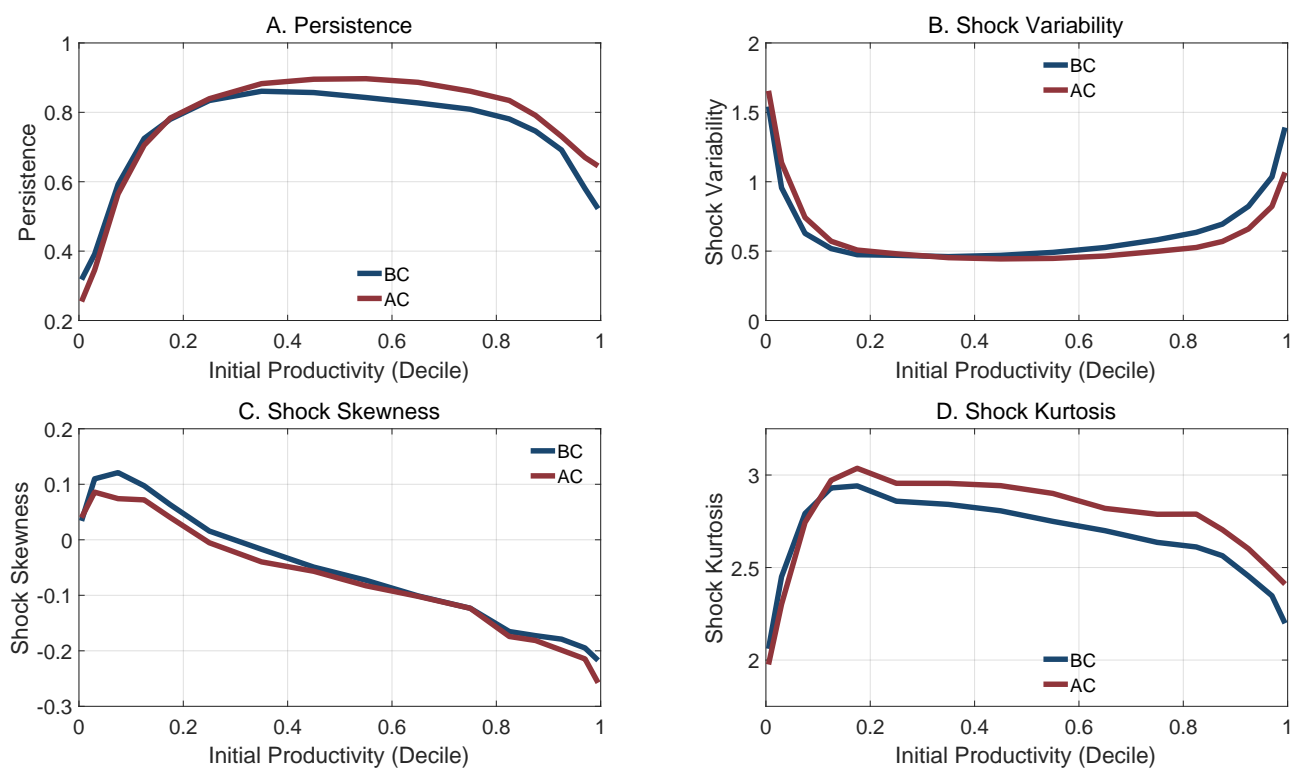 A. Persistence
1
0.8
0.6
0.4
0.2
Persistence
BC
AC
0 0.2 0.4 0.6 0.8 1
Initial Productivity (Decile)
B. Shock Variability
2
1.5
1
0.5
0
Shock Variability
BC
AC
0 0.2 0.4 0.6 0.8 1
Initial Productivity (Decile)
C. Shock Skewness
0.2
0.1
0
-0.1
-0.2
-0.3
Shock Skewness
BC
AC
0 0.2 0.4 0.6 0.8 1
Initial Productivity (Decile)
D. Shock Kurtosis
3
2.5
2
Shock Kurtosis
BC
AC
0 0.2 0.4 0.6 0.8 1
Initial Productivity (Decile)